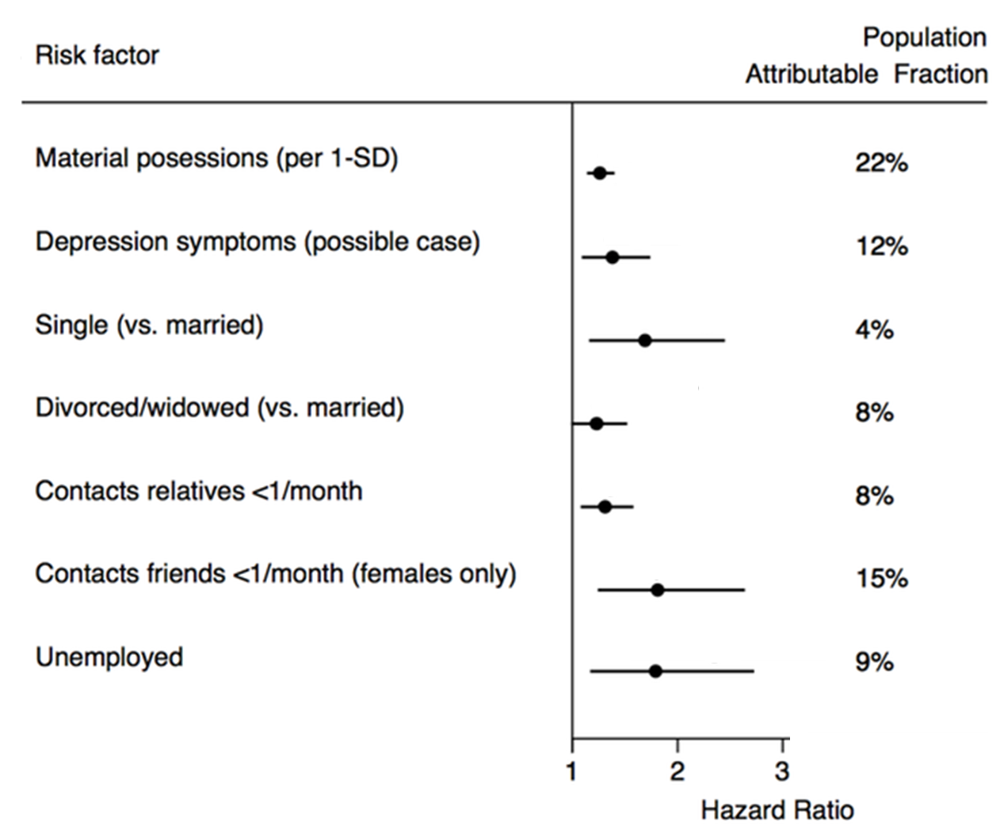 Population
Risk factor
Attributable Fraction
Material posessions (per 1-SD) 22%
Depression symptoms (possible case) 12%
Single (vs. married) 4%
Divorced/widowed (vs. married) 8%
Contacts relatives <1/month 8%
Contacts friends <1/month (females only) 15%
Unemployed 9%
1 2 3
Hazard Ratio